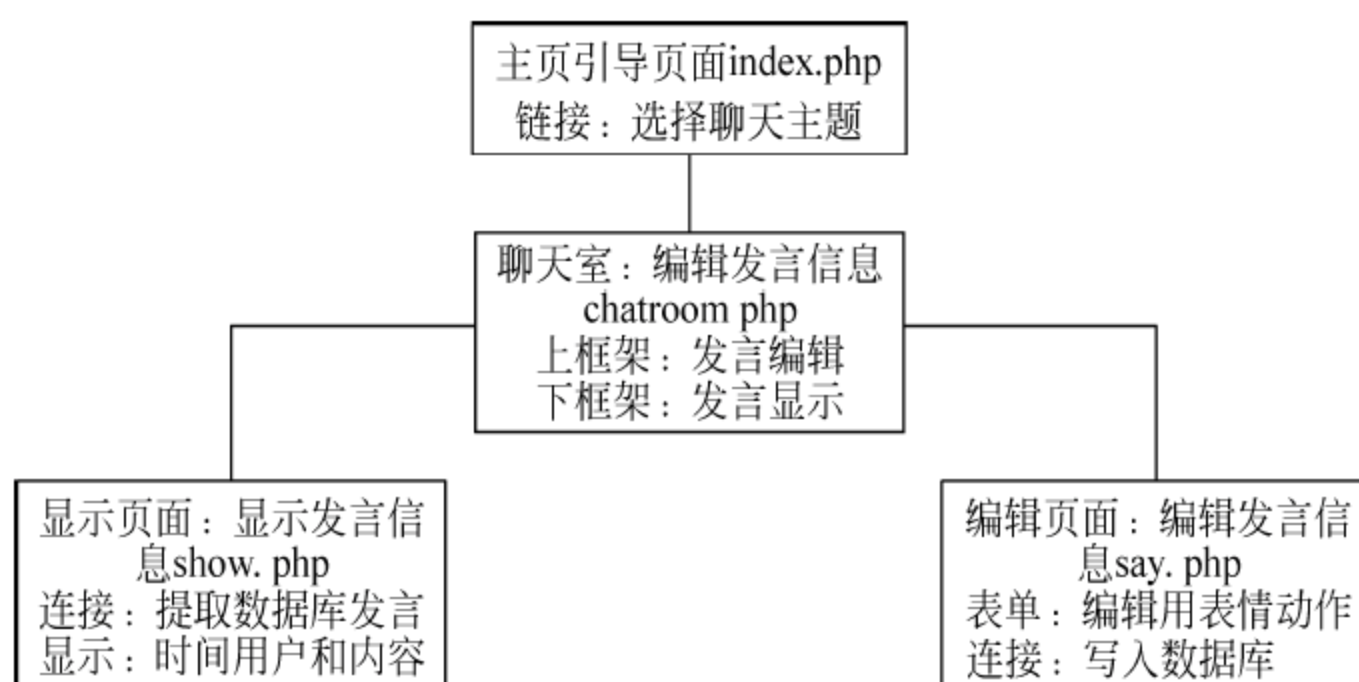 主页引导页面index.php
链接：选择聊天主题
聊天室：编辑发言信息
chatroom php
上框架：发言编辑
下框架：发言显示
显示页面：显示发言信
息show. php
连接：提取数据库发言
显示：时间用户和内容
编辑页面：编辑发言信
息say. php
表单：编辑用表情动作
连接：写入数据库